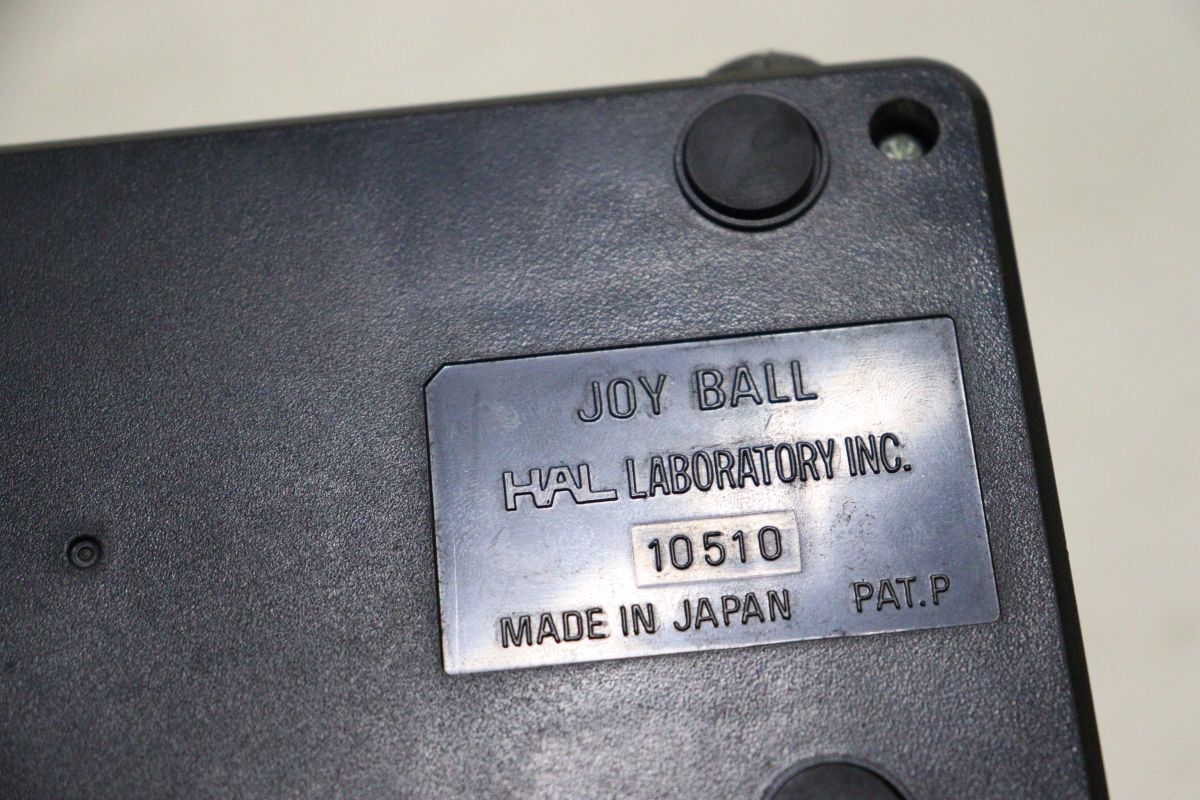 JOY BALL
HAL LABORATORY INC.
10510
MADE IN JAPAN PAT.P